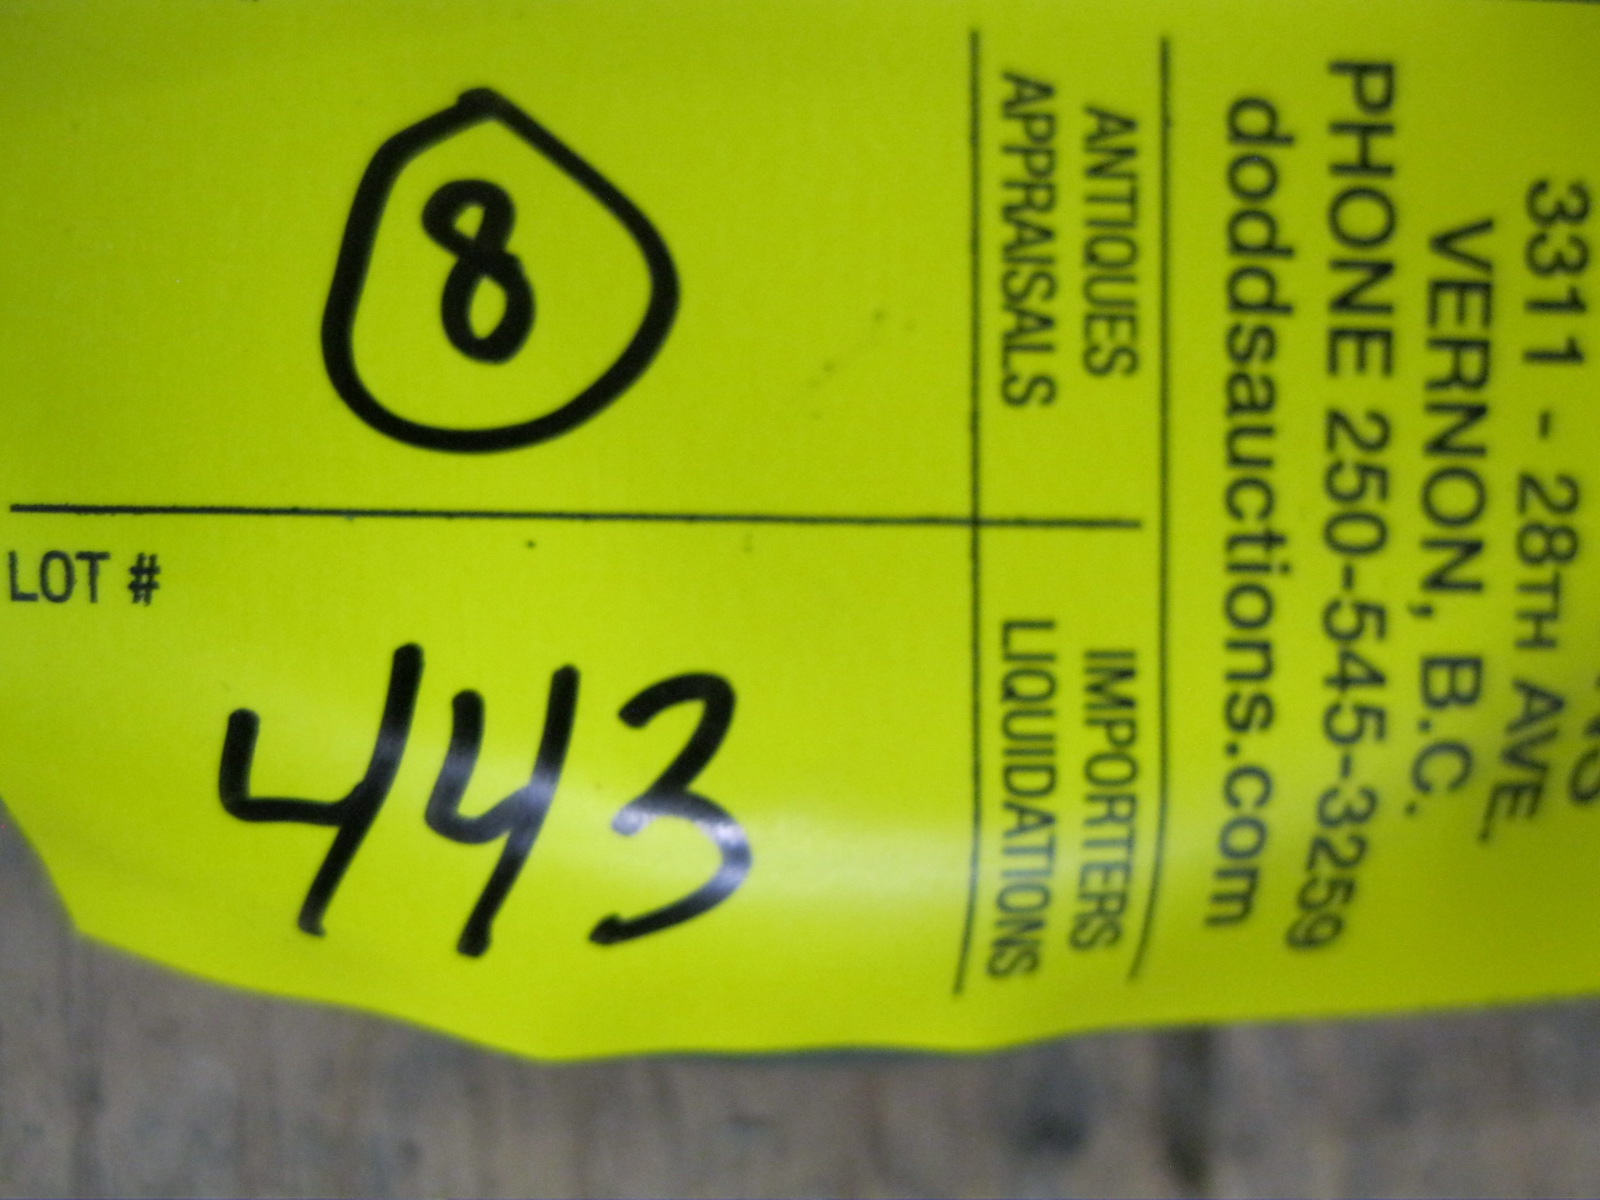 3311 - 28TH AVE.
VERNON, B.C.
PHONE 250-545-3259
doddsauctions.com
ANTIQUES
APPRAISALS
IMPORTERS
LIQUIDATIONS
8
LOT #
443